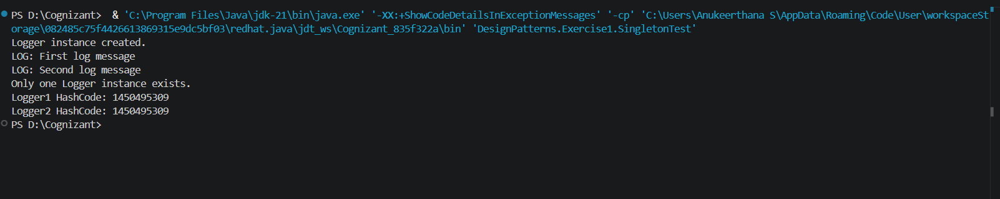 PS D:\Cognizant>  & 'C:\Program Files\Java\jdk-21\bin\java.exe' '-XX:+ShowCodeDetailsInExceptionMessages' '-cp' 'C:\Users\Anukeerthana S\AppData\Roaming\Code\User\workspaceSt
orage\082485c75f4426613869315e9dc5bf03\redhat.java\jdt_ws\Cognizant_835f322a\bin' 'DesignPatterns.Exercise1.SingletonTest'
Logger instance created.
LOG: First log message
LOG: Second log message
Only one Logger instance exists.
Logger1 HashCode: 1450495309
Logger2 HashCode: 1450495309
PS D:\Cognizant>